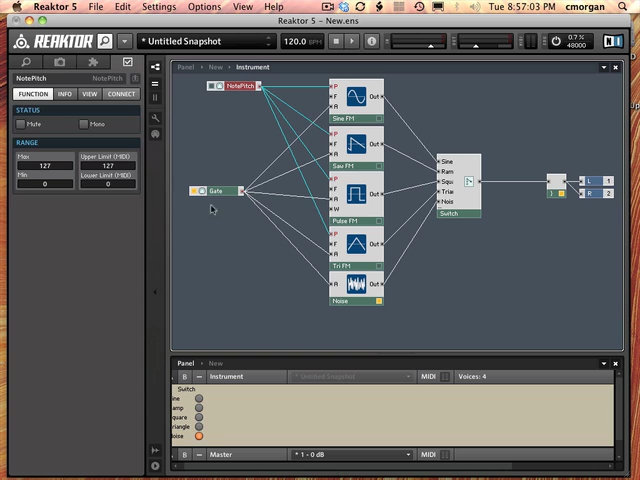 Reaktor 5 File Edit Settings Options View Help Tue 8:57:03 PM cmorgan
Reaktor 5 - New.ens
REAKTOR * Untitled Snapshot 120.0 BPM 0.7 % 48000
NotePitch NotePitch
FUNCTION INFO VIEW CONNECT
STATUS
Mute Mono
RANGE
Max Upper Limit (MIDI)
127 127
Min Lower Limit (MIDI)
0 0
Panel New Instrument
NotePitch
Gate
P
F
A
Out
Sine FM
P
F
A
Out
Saw FM
P
F
A
W
Out
Pulse FM
P
F
A
Out
Tri FM
A
Out
Noise
Sine
Ram
Squ
Tria
Nois
Switch
L 1
R 2
Panel New
B Instrument * Untitled Snapshot MIDI Voices: 4
Switch
ine
amp
quare
riangle
oise
B Master * 1 - 0 dB MIDI